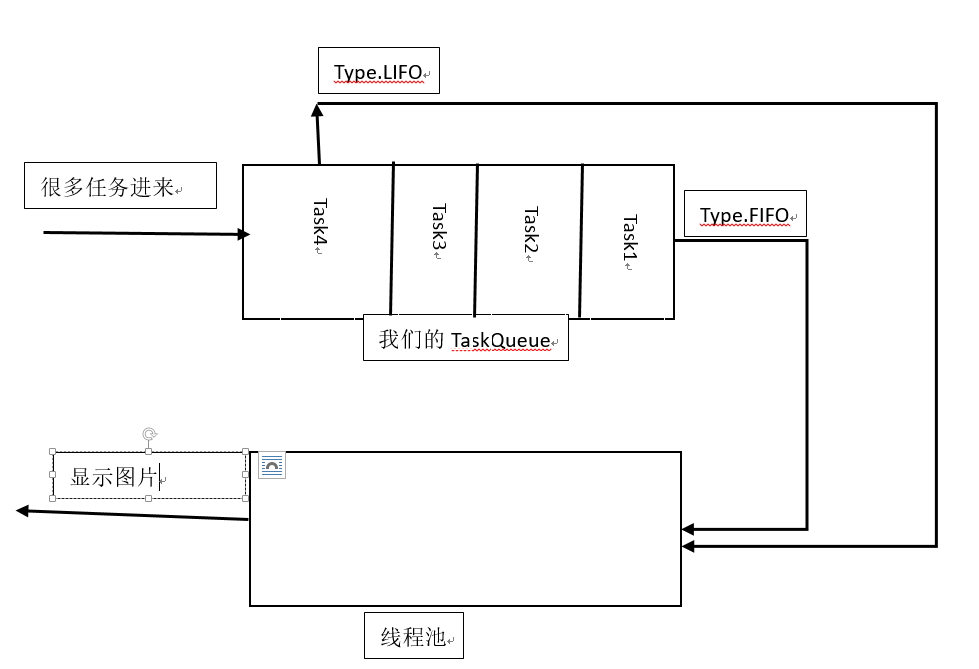 Type.LIFO
很多任务进来
Type.FIFO
Task4
Task3
Task2
Task1
我们的 TaskQueue
显示图片
线程池